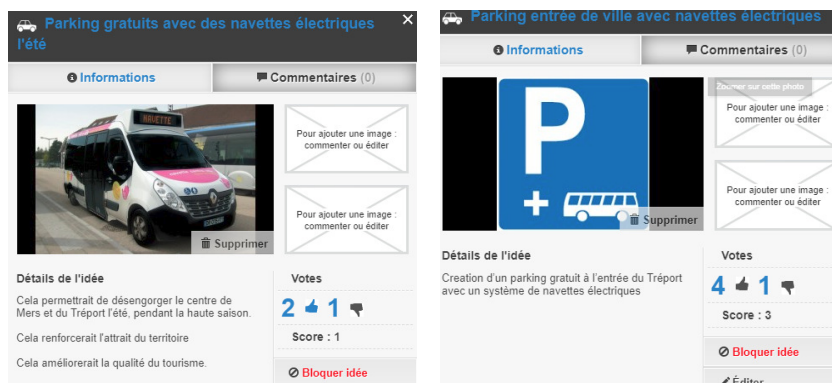 Parking gratuits avec des navettes électriques
l'été
×
Informations
Commentaires (0)
NAVETTE
Pour ajouter une image :
commenter ou éditer
Pour ajouter une image :
commenter ou éditer
Supprimer
Détails de l'idée
Cela permettrait de désengorger le centre de
Mers et du Tréport l'été, pendant la haute saison.
Cela renforcerait l'attrait du territoire
Cela améliorerait la qualité du tourisme.
Votes
2 1
Score : 1
Bloquer idée
Parking entrée de ville avec navettes électriques
Informations
Commentaires (0)
P
+
Zoumer sur cette photo
Pour ajouter une image :
commenter ou éditer
Pour ajouter une image :
commenter ou éditer
Supprimer
Détails de l'idée
Creation d'un parking gratuit à l'entrée du Tréport
avec un système de navettes électriques
Votes
4 1
Score : 3
Bloquer idée
Éditer